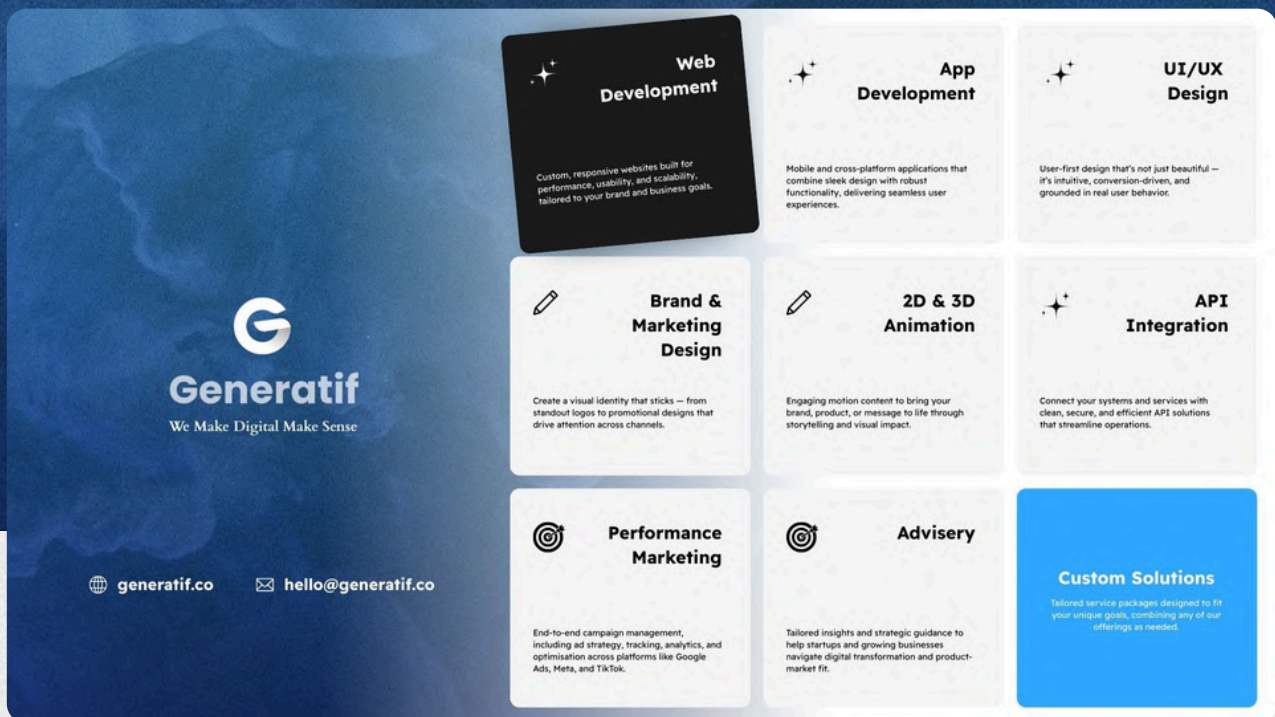 Generatif
We Make Digital Make Sense
generatif.co
hello@generatif.co
Web
Development
Custom, responsive websites built for
performance, usability, and scalability,
tailored to your brand and business goals.
App
Development
Mobile and cross-platform applications that
combine sleek design with robust
functionality, delivering seamless user
experiences.
UI/UX
Design
User-first design that's not just beautiful —
it's intuitive, conversion-driven, and
grounded in real user behavior.
Brand &
Marketing
Design
Create a visual identity that sticks — from
standout logos to promotional designs that
drive attention across channels.
2D & 3D
Animation
Engaging motion content to bring your
brand, product, or message to life through
storytelling and visual impact.
API
Integration
Connect your systems and services with
clean, secure, and efficient API solutions
that streamline operations.
Performance
Marketing
End-to-end campaign management,
including ad strategy, tracking, analytics, and
optimisation across platforms like Google
Ads, Meta, and TikTok.
Advisery
Tailored insights and strategic guidance to
help startups and growing businesses
navigate digital transformation and product-
market fit.
Custom Solutions
Tailored service packages designed to fit
your unique goals, combining any of our
offerings as needed.